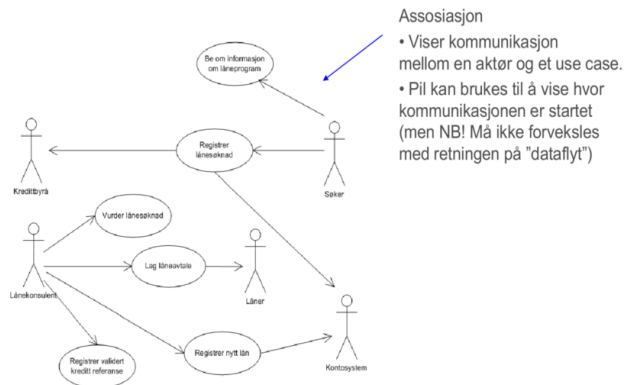 Assosiasjon
• Viser kommunikasjon
mellom en aktør og et use case.
• Pil kan brukes til å vise hvor
kommunikasjonen er startet
(men NB! Må ikke forveksles
med retningen på ”dataflyt”)
Be om informasjon
om låneprogram
Registrer
lånesøknad
Kredittbyrå
Søker
Vurder lånesøknad
Lag låneavtale
Lånekonsulent
Låner
Registrer nytt lån
Kontosystem
Registrer validert
kreditt referanse